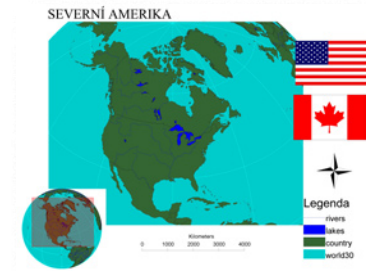 SEVERNÍ AMERIKA
Legenda
rivers
lakes
country
world30
Kilometers
0 1000 2000 3000 4000